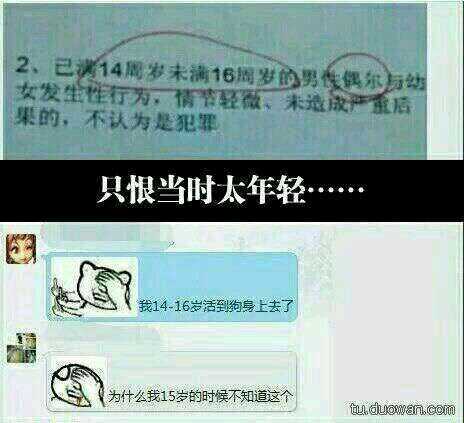 2、已满14周岁未满16周岁的男性偶尔与幼
女发生性行为，情节轻微、未造成严重后
果的，不认为是犯罪
只恨当时太年轻……
我14-16岁活到狗身上去了
为什么我15岁的时候不知道这个
tu.duowan.com